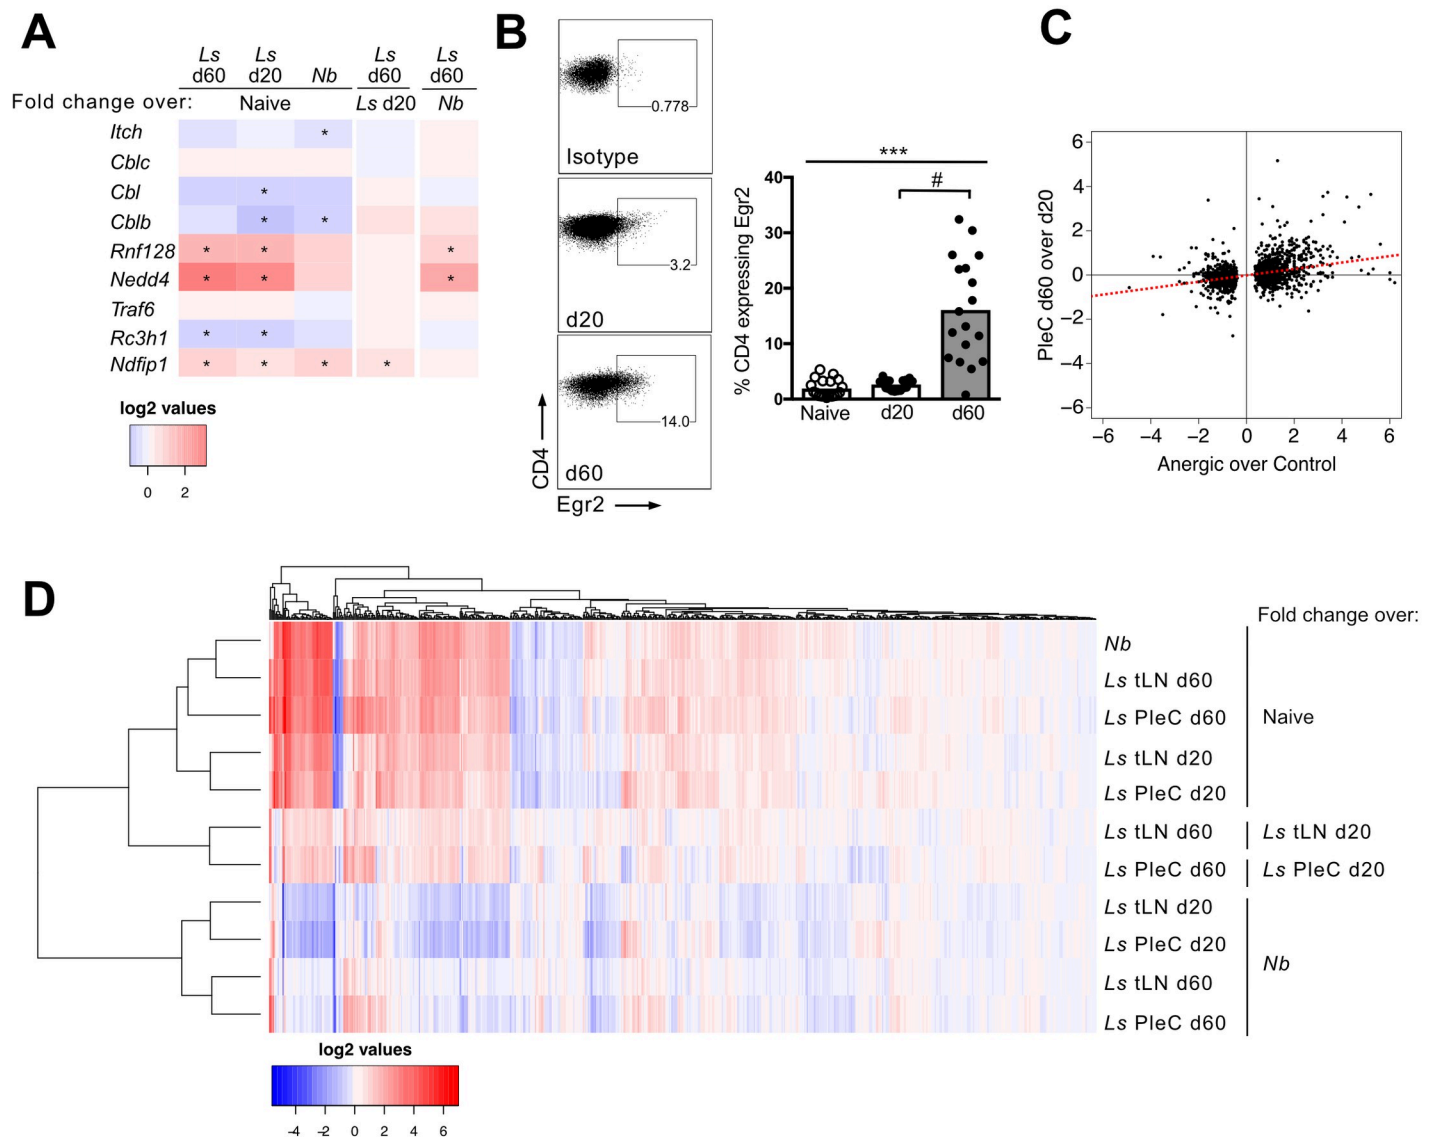 A
Ls d60
Ls d20
Nb
Ls d60
Ls d60
Fold change over:
Naive
Ls d20
Nb
Itch
*
Cblc
Cbl
*
Cblb
* *
Rnf128
* * *
Nedd4
* * *
Traf6
Rc3h1
* *
Ndfip1
* * * *
log2 values
0 2
B
0.778
Isotype
3.2
d20
14.0
d60
CD4
Egr2
% CD4 expressing Egr2
***
#
40
30
20
10
0
Naive d20 d60
C
PleC d60 over d20
6
4
2
0
−2
−4
−6
−6 −4 −2 0 2 4 6
Anergic over Control
D
Fold change over:
Nb
Ls tLN d60
Ls PleC d60
Naive
Ls tLN d20
Ls PleC d20
Ls tLN d60
Ls tLN d20
Ls PleC d60
Ls PleC d20
Ls tLN d20
Ls PleC d20
Nb
Ls tLN d60
Ls PleC d60
log2 values
-4 -2 0 2 4 6